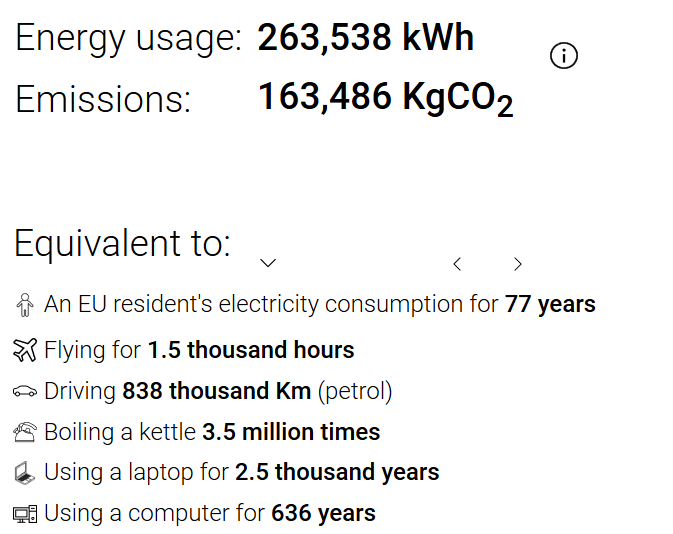 Energy usage: 263,538 kWh
Emissions: 163,486 KgCO₂
Equivalent to:
An EU resident's electricity consumption for 77 years
Flying for 1.5 thousand hours
Driving 838 thousand Km (petrol)
Boiling a kettle 3.5 million times
Using a laptop for 2.5 thousand years
Using a computer for 636 years